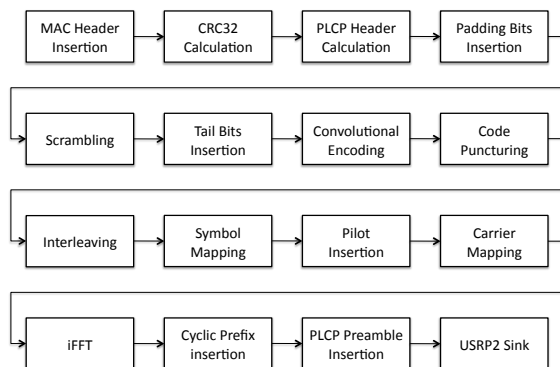 MAC Header
Insertion
CRC32
Calculation
PLCP Header
Calculation
Padding Bits
Insertion
Scrambling
Tail Bits
Insertion
Convolutional
Encoding
Code
Puncturing
Interleaving
Symbol
Mapping
Pilot
Insertion
Carrier
Mapping
iFFT
Cyclic Prefix
insertion
PLCP Preamble
Insertion
USRP2 Sink